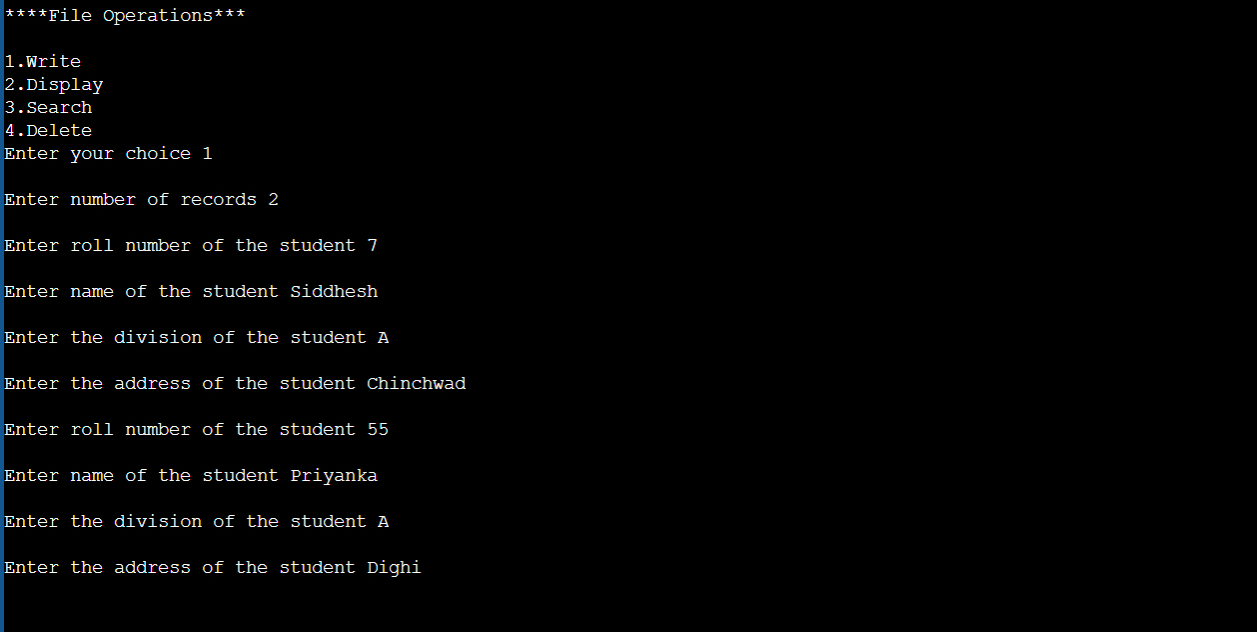 ****File Operations***
1.Write
2.Display
3.Search
4.Delete
Enter your choice 1
Enter number of records 2
Enter roll number of the student 7
Enter name of the student Siddhesh
Enter the division of the student A
Enter the address of the student Chinchwad
Enter roll number of the student 55
Enter name of the student Priyanka
Enter the division of the student A
Enter the address of the student Dighi